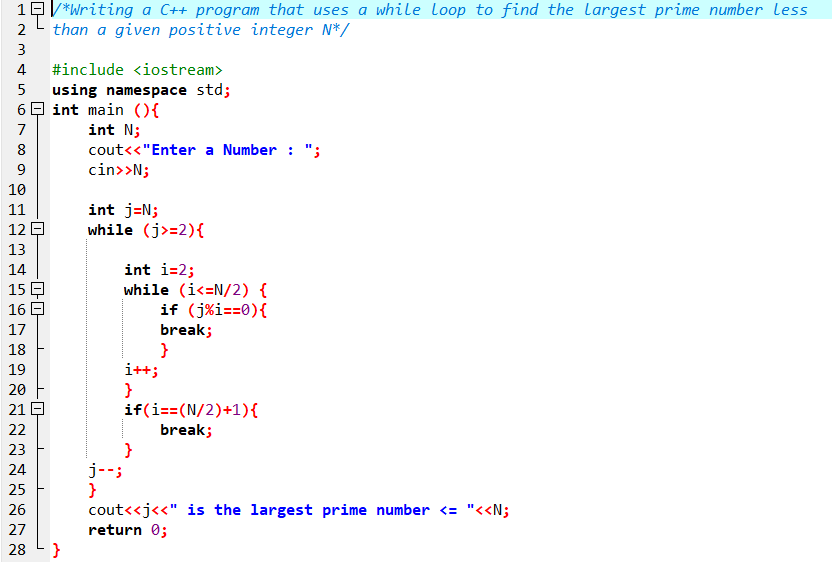 1 /*Writing a C++ program that uses a while loop to find the largest prime number less
2 than a given positive integer N*/
3
4 #include <iostream>
5 using namespace std;
6 int main (){
7     int N;
8     cout<<"Enter a Number : ";
9     cin>>N;
10
11     int j=N;
12     while (j>=2){
13
14         int i=2;
15         while (i<=N/2) {
16             if (j%i==0){
17             break;
18             }
19         i++;
20         }
21         if(i==(N/2)+1){
22             break;
23         }
24     j--;
25     }
26     cout<<j<<" is the largest prime number <= "<<N;
27     return 0;
28 }